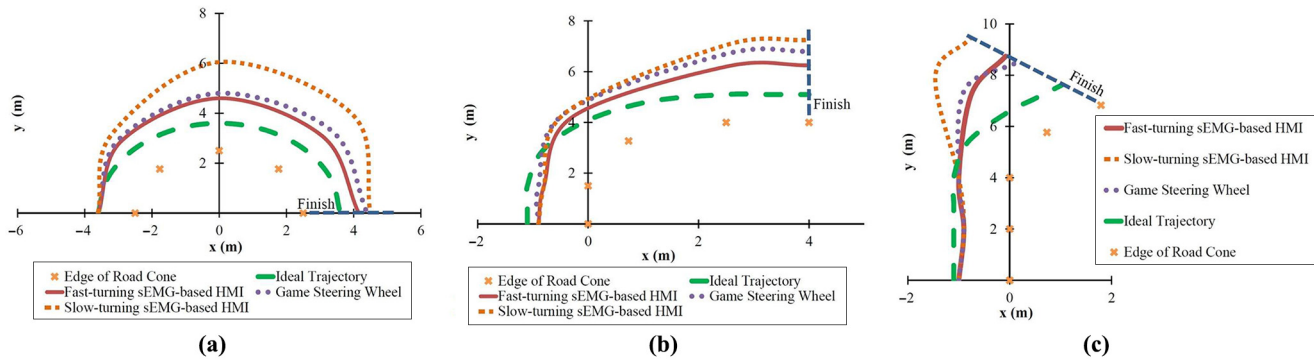 8
6
4
2
y (m)
Finish
−6
−4
−2
0
2
4
6
x (m)
Edge of Road Cone
Ideal Trajectory
Fast-turning sEMG-based HMI
Game Steering Wheel
Slow-turning sEMG-based HMI
(a)
8
6
4
2
y (m)
Finish
−2
0
2
4
x (m)
Edge of Road Cone
Ideal Trajectory
Fast-turning sEMG-based HMI
Game Steering Wheel
Slow-turning sEMG-based HMI
(b)
10
8
6
4
2
0
y (m)
Finish
−2
0
2
x (m)
Fast-turning sEMG-based HMI
Slow-turning sEMG-based HMI
Game Steering Wheel
Ideal Trajectory
Edge of Road Cone
(c)